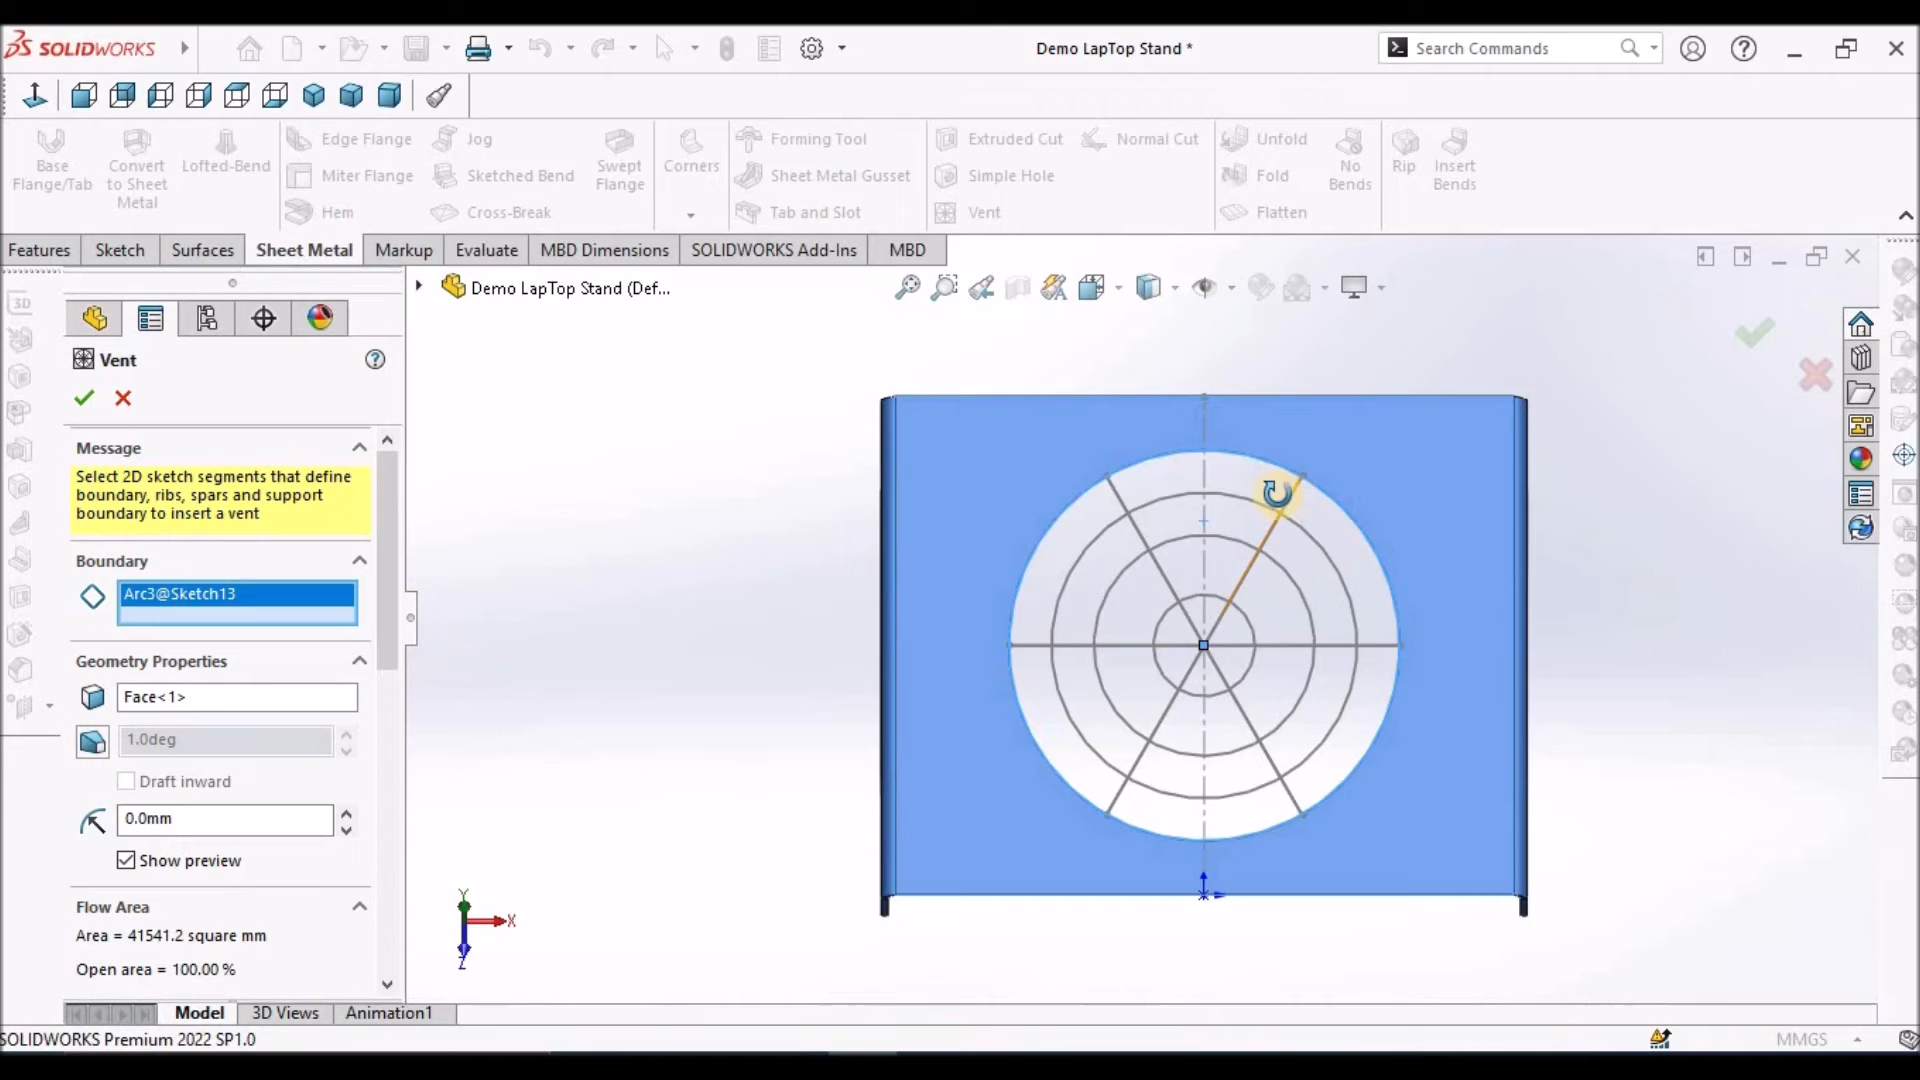 SOLIDWORKS
Demo LapTop Stand *
Search Commands
Base Flange/Tab
Convert to Sheet Metal
Lofted-Bend
Edge Flange
Miter Flange
Hem
Jog
Sketched Bend
Cross-Break
Swept Flange
Corners
Forming Tool
Sheet Metal Gusset
Tab and Slot
Extruded Cut
Simple Hole
Vent
Normal Cut
Unfold
Fold
Flatten
No Bends
Rip
Insert Bends
Features
Sketch
Surfaces
Sheet Metal
Markup
Evaluate
MBD Dimensions
SOLIDWORKS Add-Ins
MBD
Demo LapTop Stand (Def...
3D
Vent
Message
Select 2D sketch segments that define
boundary, ribs, spars and support
boundary to insert a vent
Boundary
Arc3@Sketch13
Geometry Properties
Face<1>
1.0deg
Draft inward
0.0mm
Show preview
Flow Area
Area = 41541.2 square mm
Open area = 100.00 %
Y
X
Z
Model
3D Views
Animation1
SOLIDWORKS Premium 2022 SP1.0
MMGS